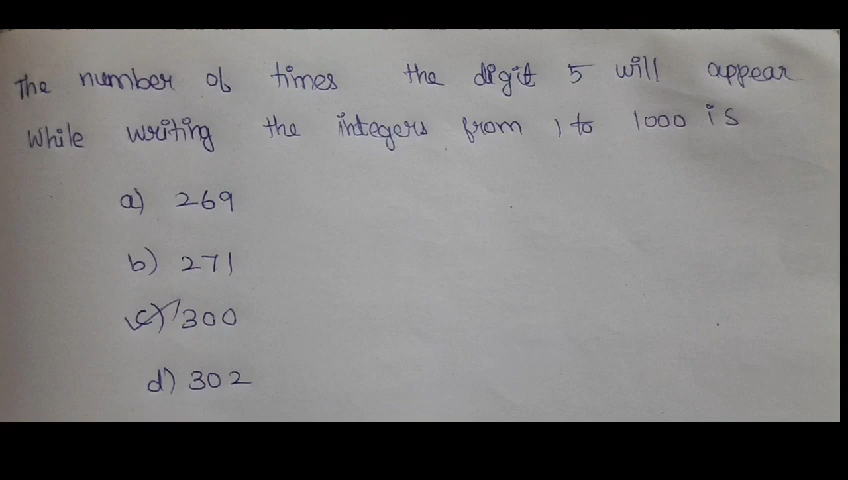 The number of times the digit 5 will appear
While writing the integers from 1 to 1000 is
a) 269
b) 271
c) 300
d) 302